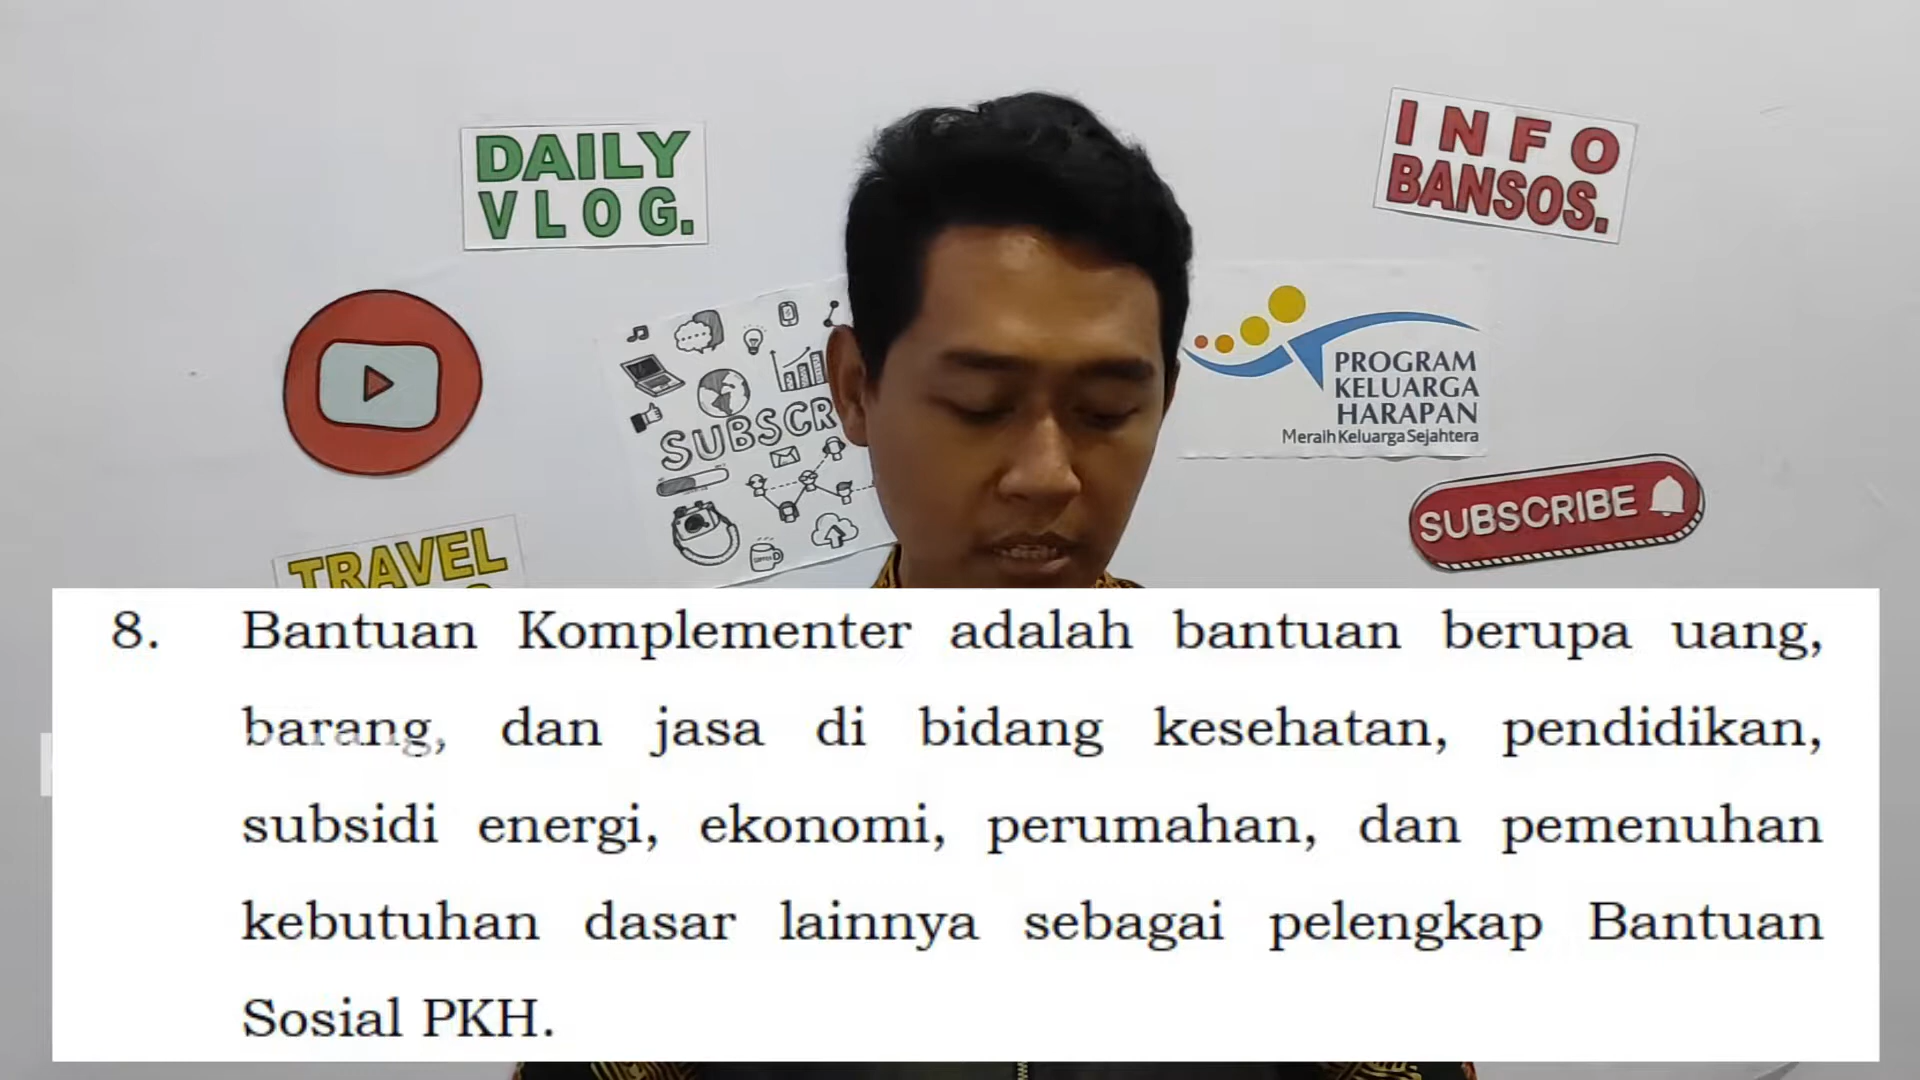 DAILY
VLOG.
INFO
BANSOS.
SUBSCR
PROGRAM
KELUARGA
HARAPAN
Meraih Keluarga Sejahtera
SUBSCRIBE
TRAVEL
8. Bantuan Komplementer adalah bantuan berupa uang,
barang, dan jasa di bidang kesehatan, pendidikan,
subsidi energi, ekonomi, perumahan, dan pemenuhan
kebutuhan dasar lainnya sebagai pelengkap Bantuan
Sosial PKH.